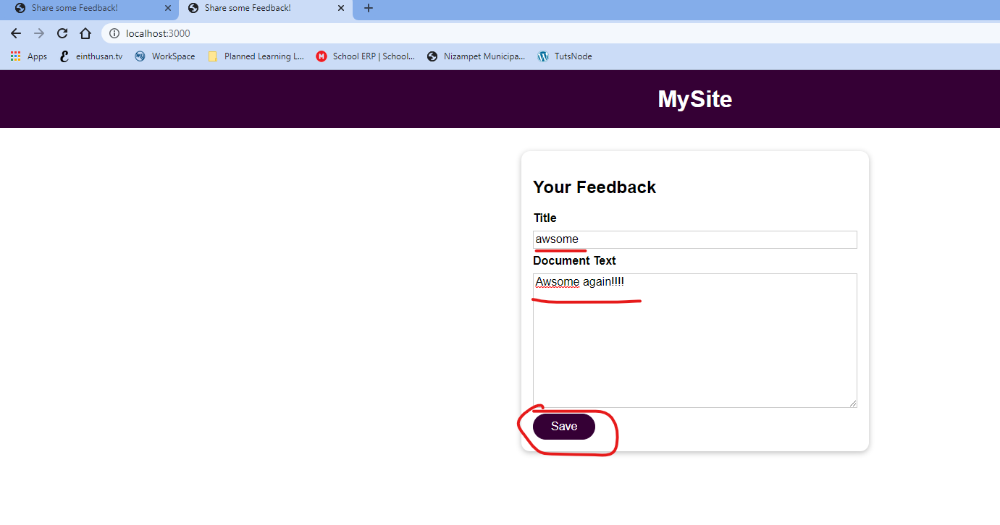 Share some Feedback!
Share some Feedback!
localhost:3000
Apps
einthusan.tv
WorkSpace
Planned Learning L...
School ERP | School...
Nizampet Municipa...
TutsNode
MySite
Your Feedback
Title
awsome
Document Text
Awsome again!!!!
Save